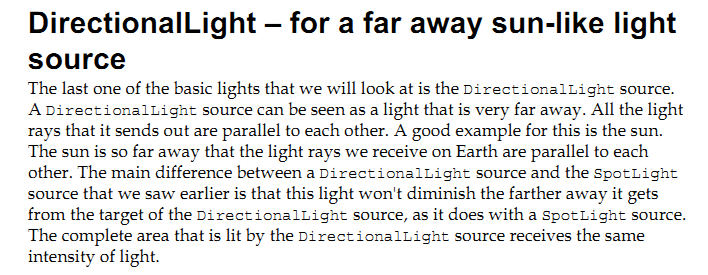 DirectionalLight – for a far away sun-like light
source
The last one of the basic lights that we will look at is the DirectionalLight source.
A DirectionalLight source can be seen as a light that is very far away. All the light
rays that it sends out are parallel to each other. A good example for this is the sun.
The sun is so far away that the light rays we receive on Earth are parallel to each
other. The main difference between a DirectionalLight source and the SpotLight
source that we saw earlier is that this light won't diminish the farther away it gets
from the target of the DirectionalLight source, as it does with a SpotLight source.
The complete area that is lit by the DirectionalLight source receives the same
intensity of light.